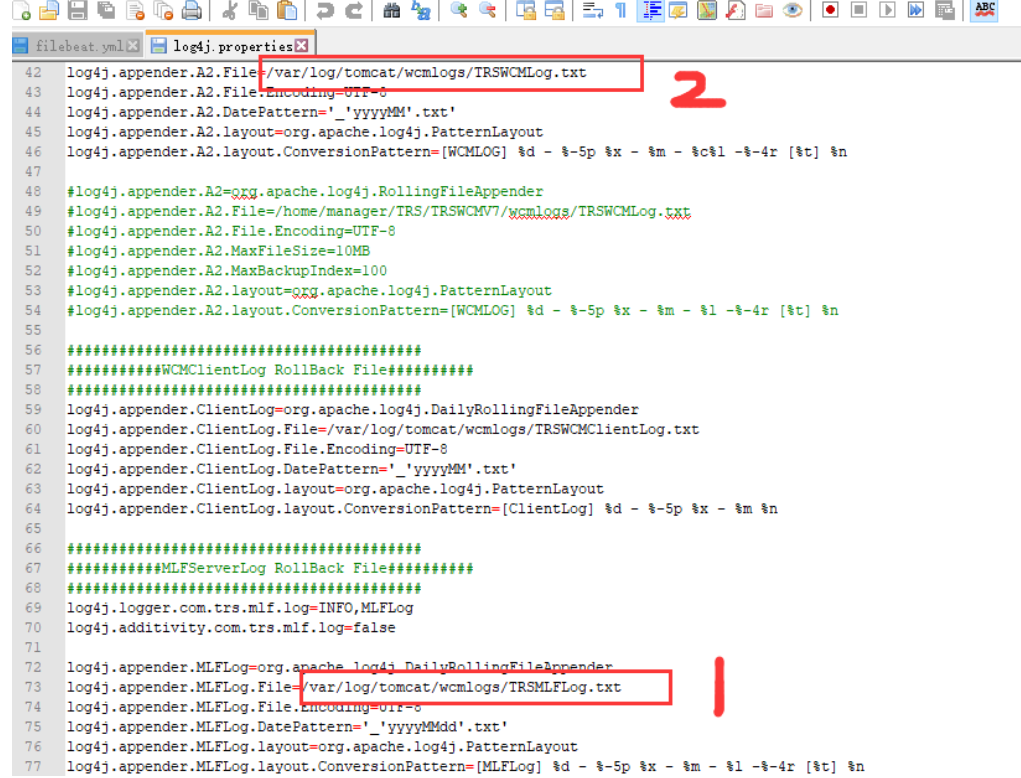 ABC
filebeat.yml log4j.properties
42 log4j.appender.A2.File=/var/log/tomcat/wcmlogs/TRSWCMLog.txt
2
43 log4j.appender.A2.File.Encoding=UTF-8
44 log4j.appender.A2.DatePattern='_'yyyyMM'.txt'
45 log4j.appender.A2.layout=org.apache.log4j.PatternLayout
46 log4j.appender.A2.layout.ConversionPattern=[WCMLOG] %d - %-5p %x - %m - %c%l -%-4r [%t] %n
47
48 #log4j.appender.A2=org.apache.log4j.RollingFileAppender
49 #log4j.appender.A2.File=/home/manager/TRS/TRSWCMV7/wcmlogs/TRSWCMLog.txt
50 #log4j.appender.A2.File.Encoding=UTF-8
51 #log4j.appender.A2.MaxFileSize=10MB
52 #log4j.appender.A2.MaxBackupIndex=100
53 #log4j.appender.A2.layout=org.apache.log4j.PatternLayout
54 #log4j.appender.A2.layout.ConversionPattern=[WCMLOG] %d - %-5p %x - %m - %l -%-4r [%t] %n
55
56 #########################################
57 ###########WCMClientLog RollBack File##########
58 #########################################
59 log4j.appender.ClientLog=org.apache.log4j.DailyRollingFileAppender
60 log4j.appender.ClientLog.File=/var/log/tomcat/wcmlogs/TRSWCMClientLog.txt
61 log4j.appender.ClientLog.File.Encoding=UTF-8
62 log4j.appender.ClientLog.DatePattern='_'yyyyMM'.txt'
63 log4j.appender.ClientLog.layout=org.apache.log4j.PatternLayout
64 log4j.appender.ClientLog.layout.ConversionPattern=[ClientLog] %d - %-5p %x - %m %n
65
66 #########################################
67 ###########MLFServerLog RollBack File##########
68 #########################################
69 log4j.logger.com.trs.mlf.log=INFO,MLFLog
70 log4j.additivity.com.trs.mlf.log=false
71
72 log4j.appender.MLFLog=org.apache.log4j.DailyRollingFileAppender
73 log4j.appender.MLFLog.File=/var/log/tomcat/wcmlogs/TRSMLFLog.txt
1
74 log4j.appender.MLFLog.File.Encoding=UTF-8
75 log4j.appender.MLFLog.DatePattern='_'yyyyMMdd'.txt'
76 log4j.appender.MLFLog.layout=org.apache.log4j.PatternLayout
77 log4j.appender.MLFLog.layout.ConversionPattern=[MLFLog] %d - %-5p %x - %m - %l -%-4r [%t] %n